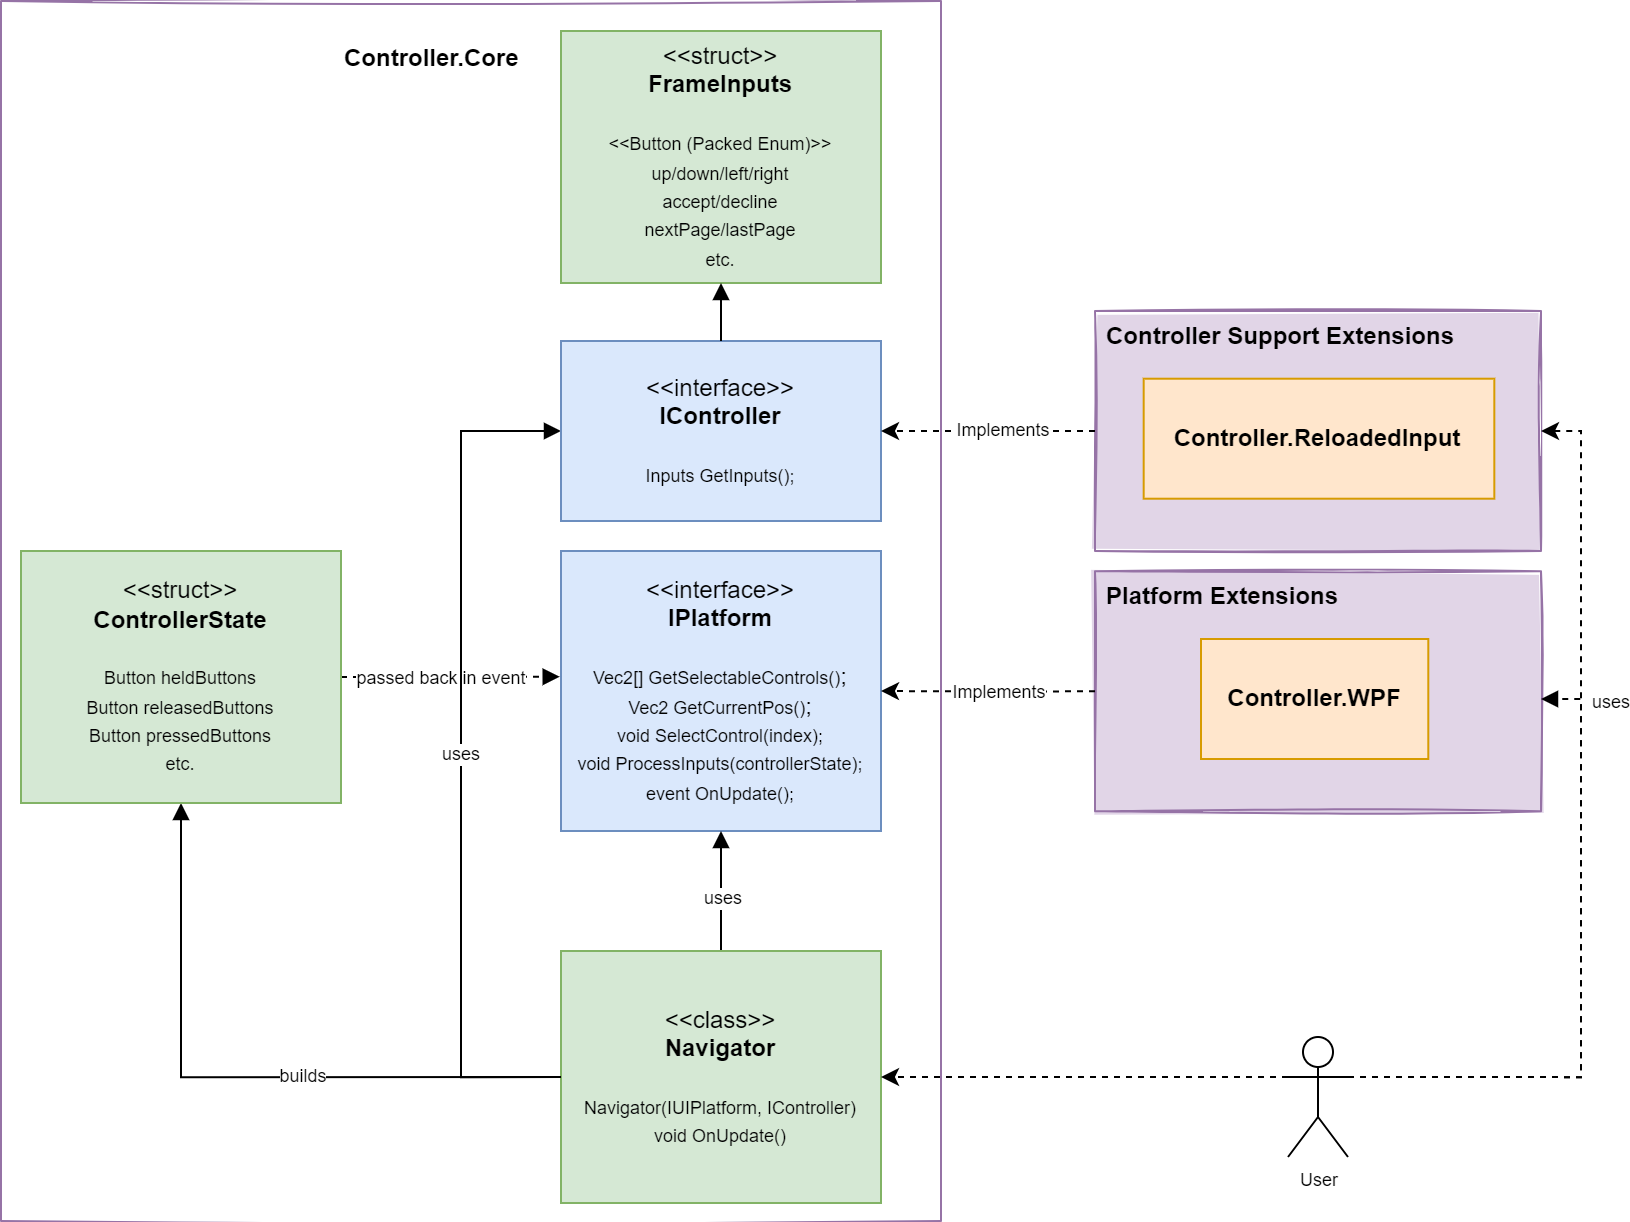 Controller.Core
<<struct>>
FrameInputs
<<Button (Packed Enum)>>
up/down/left/right
accept/decline
nextPage/lastPage
etc.
<<interface>>
IController
Inputs GetInputs();
Implements
Controller Support Extensions
Controller.ReloadedInput
<<struct>>
ControllerState
Button heldButtons
Button releasedButtons
Button pressedButtons
etc.
passed back in event
uses
<<interface>>
IPlatform
Vec2[] GetSelectableControls();
Vec2 GetCurrentPos();
void SelectControl(index);
void ProcessInputs(controllerState);
event OnUpdate();
Implements
Platform Extensions
Controller.WPF
uses
uses
builds
<<class>>
Navigator
Navigator(IUIPlatform, IController)
void OnUpdate()
User